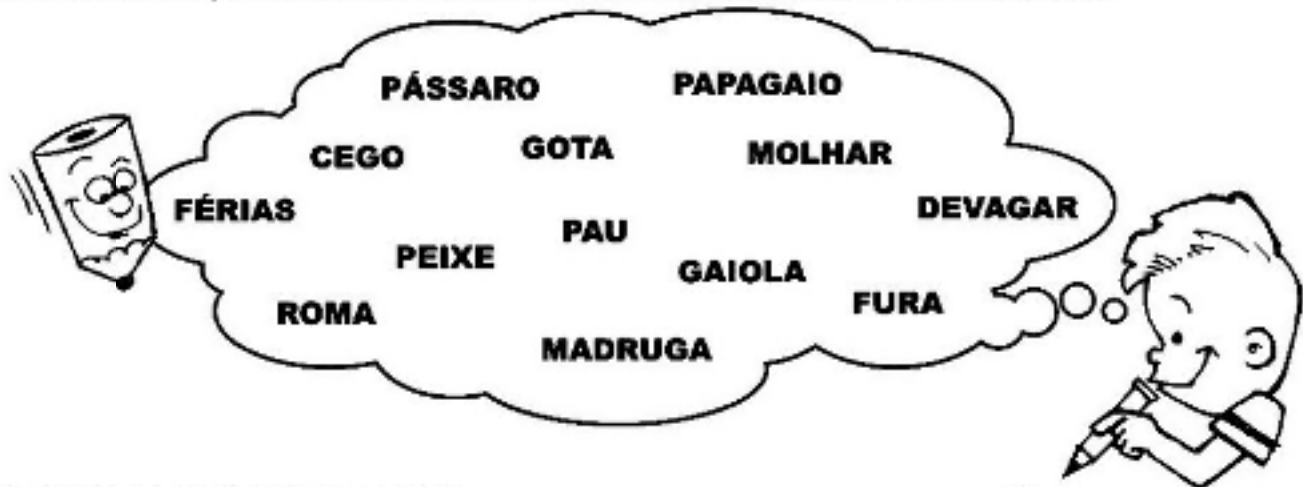 PÁSSARO PAPAGAIO
CEGO GOTA MOLHAR
FÉRIAS DEVAGAR
PAU
PEIXE GAIOLA
ROMA FURA
MADRUGA